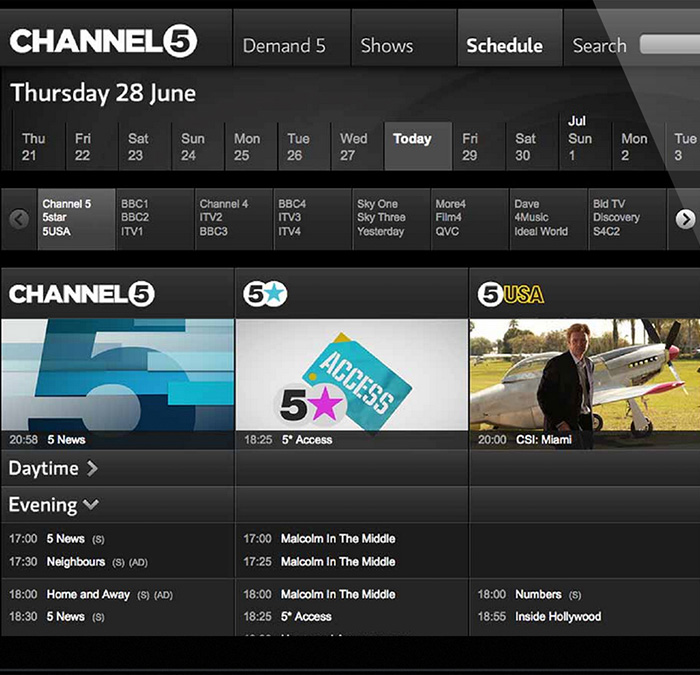 CHANNEL 5
Demand 5
Shows
Schedule
Search
Thursday 28 June
Jul
Thu 21
Fri 22
Sat 23
Sun 24
Mon 25
Tue 26
Wed 27
Today
Fri 29
Sat 30
Sun 1
Mon 2
Tue 3
Channel 5
5star
5USA
BBC1
BBC2
ITV1
Channel 4
ITV2
BBC3
BBC4
ITV3
ITV4
Sky One
Sky Three
Yesterday
More4
Film4
QVC
Dave
4Music
Ideal World
Bid TV
Discovery
S4C2
CHANNEL 5
5★
5USA
5
ACCESS
5★
20:58 5 News
18:25 5* Access
20:00 CSI: Miami
Daytime
Evening
17:00 5 News (S)
17:30 Neighbours (S) (AD)
18:00 Home and Away (S) (AD)
18:30 5 News (S)
17:00 Malcolm In The Middle
17:25 Malcolm In The Middle
18:00 Malcolm In The Middle
18:25 5* Access
18:00 Numbers (S)
18:55 Inside Hollywood